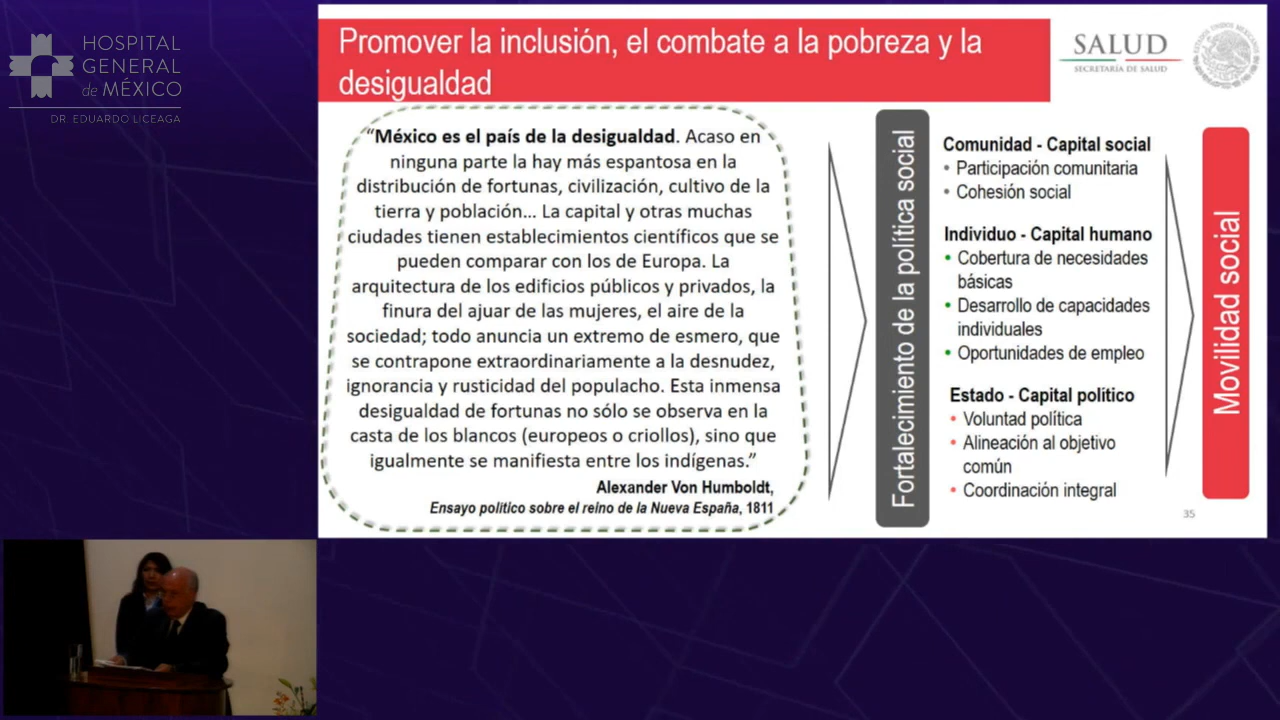 HOSPITAL
GENERAL
de MÉXICO
DR. EDUARDO LICEAGA
Promover la inclusión, el combate a la pobreza y la
desigualdad
SALUD
SECRETARÍA DE SALUD
“México es el país de la desigualdad. Acaso en
ninguna parte la hay más espantosa en la
distribución de fortunas, civilización, cultivo de la
tierra y población... La capital y otras muchas
ciudades tienen establecimientos científicos que se
pueden comparar con los de Europa. La
arquitectura de los edificios públicos y privados, la
finura del ajuar de las mujeres, el aire de la
sociedad; todo anuncia un extremo de esmero, que
se contrapone extraordinariamente a la desnudez,
ignorancia y rusticidad del populacho. Esta inmensa
desigualdad de fortunas no sólo se observa en la
casta de los blancos (europeos o criollos), sino que
igualmente se manifiesta entre los indígenas.”
Alexander Von Humboldt,
Ensayo político sobre el reino de la Nueva España, 1811
Fortalecimiento de la política social
Comunidad - Capital social
• Participación comunitaria
• Cohesión social
Individuo - Capital humano
• Cobertura de necesidades
básicas
• Desarrollo de capacidades
individuales
• Oportunidades de empleo
Estado - Capital político
• Voluntad política
• Alineación al objetivo
común
• Coordinación integral
Movilidad social
35